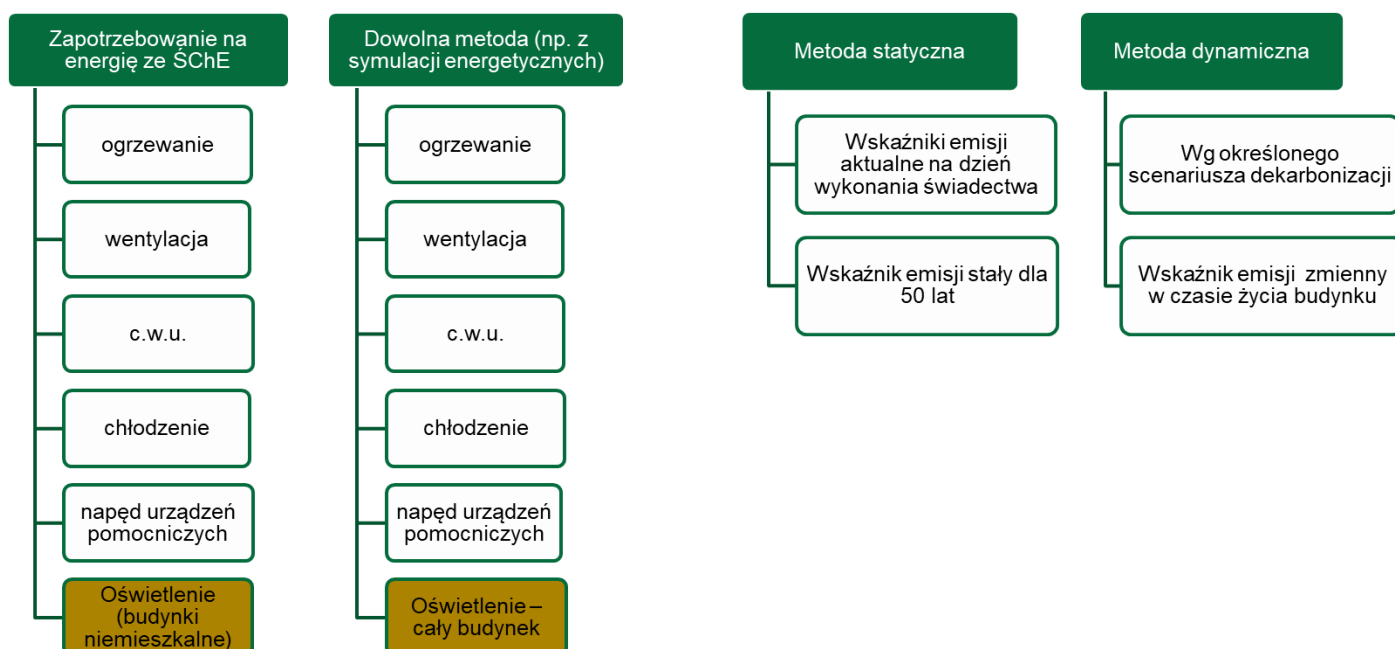 Zapotrzebowanie na
energię ze ŚChE
ogrzewanie
wentylacja
c.w.u.
chłodzenie
napęd urządzeń
pomocniczych
Oświetlenie
(budynki
niemieszkalne)
Dowolna metoda (np. z
symulacji energetycznych)
ogrzewanie
wentylacja
c.w.u.
chłodzenie
napęd urządzeń
pomocniczych
Oświetlenie –
cały budynek
Metoda statyczna
Wskaźniki emisji
aktualne na dzień
wykonania świadectwa
Wskaźnik emisji stały dla
50 lat
Metoda dynamiczna
Wg określonego
scenariusza dekarbonizacji
Wskaźnik emisji zmienny
w czasie życia budynku